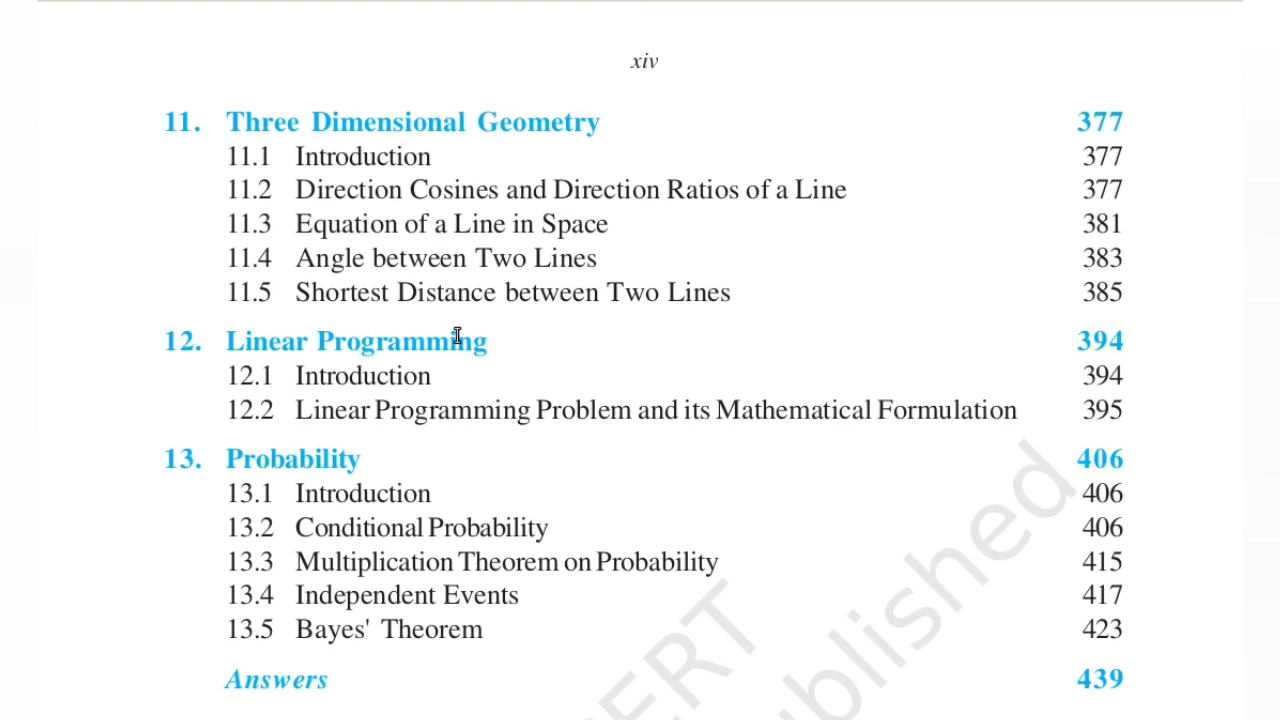 xiv
11. Three Dimensional Geometry 377
11.1 Introduction 377
11.2 Direction Cosines and Direction Ratios of a Line 377
11.3 Equation of a Line in Space 381
11.4 Angle between Two Lines 383
11.5 Shortest Distance between Two Lines 385
12. Linear Programming 394
12.1 Introduction 394
12.2 Linear Programming Problem and its Mathematical Formulation 395
13. Probability 406
13.1 Introduction 406
13.2 Conditional Probability 406
13.3 Multiplication Theorem on Probability 415
13.4 Independent Events 417
13.5 Bayes' Theorem 423
Answers 439